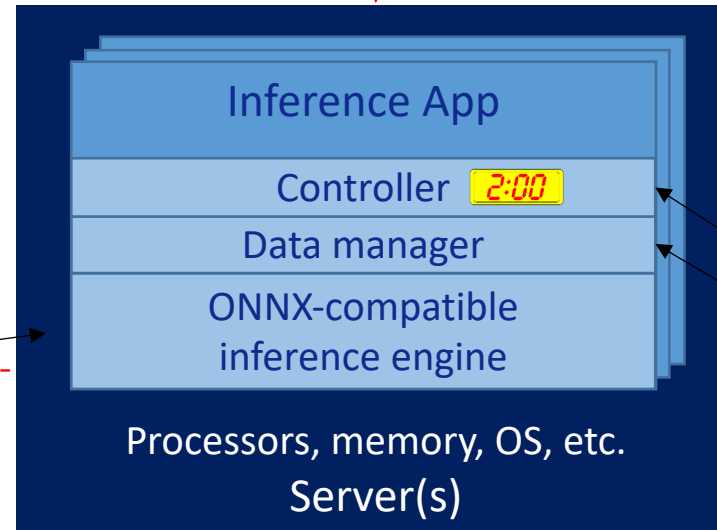 Inference App
Controller 2:00
Data manager
ONNX-compatible
inference engine
Processors, memory, OS, etc.
Server(s)